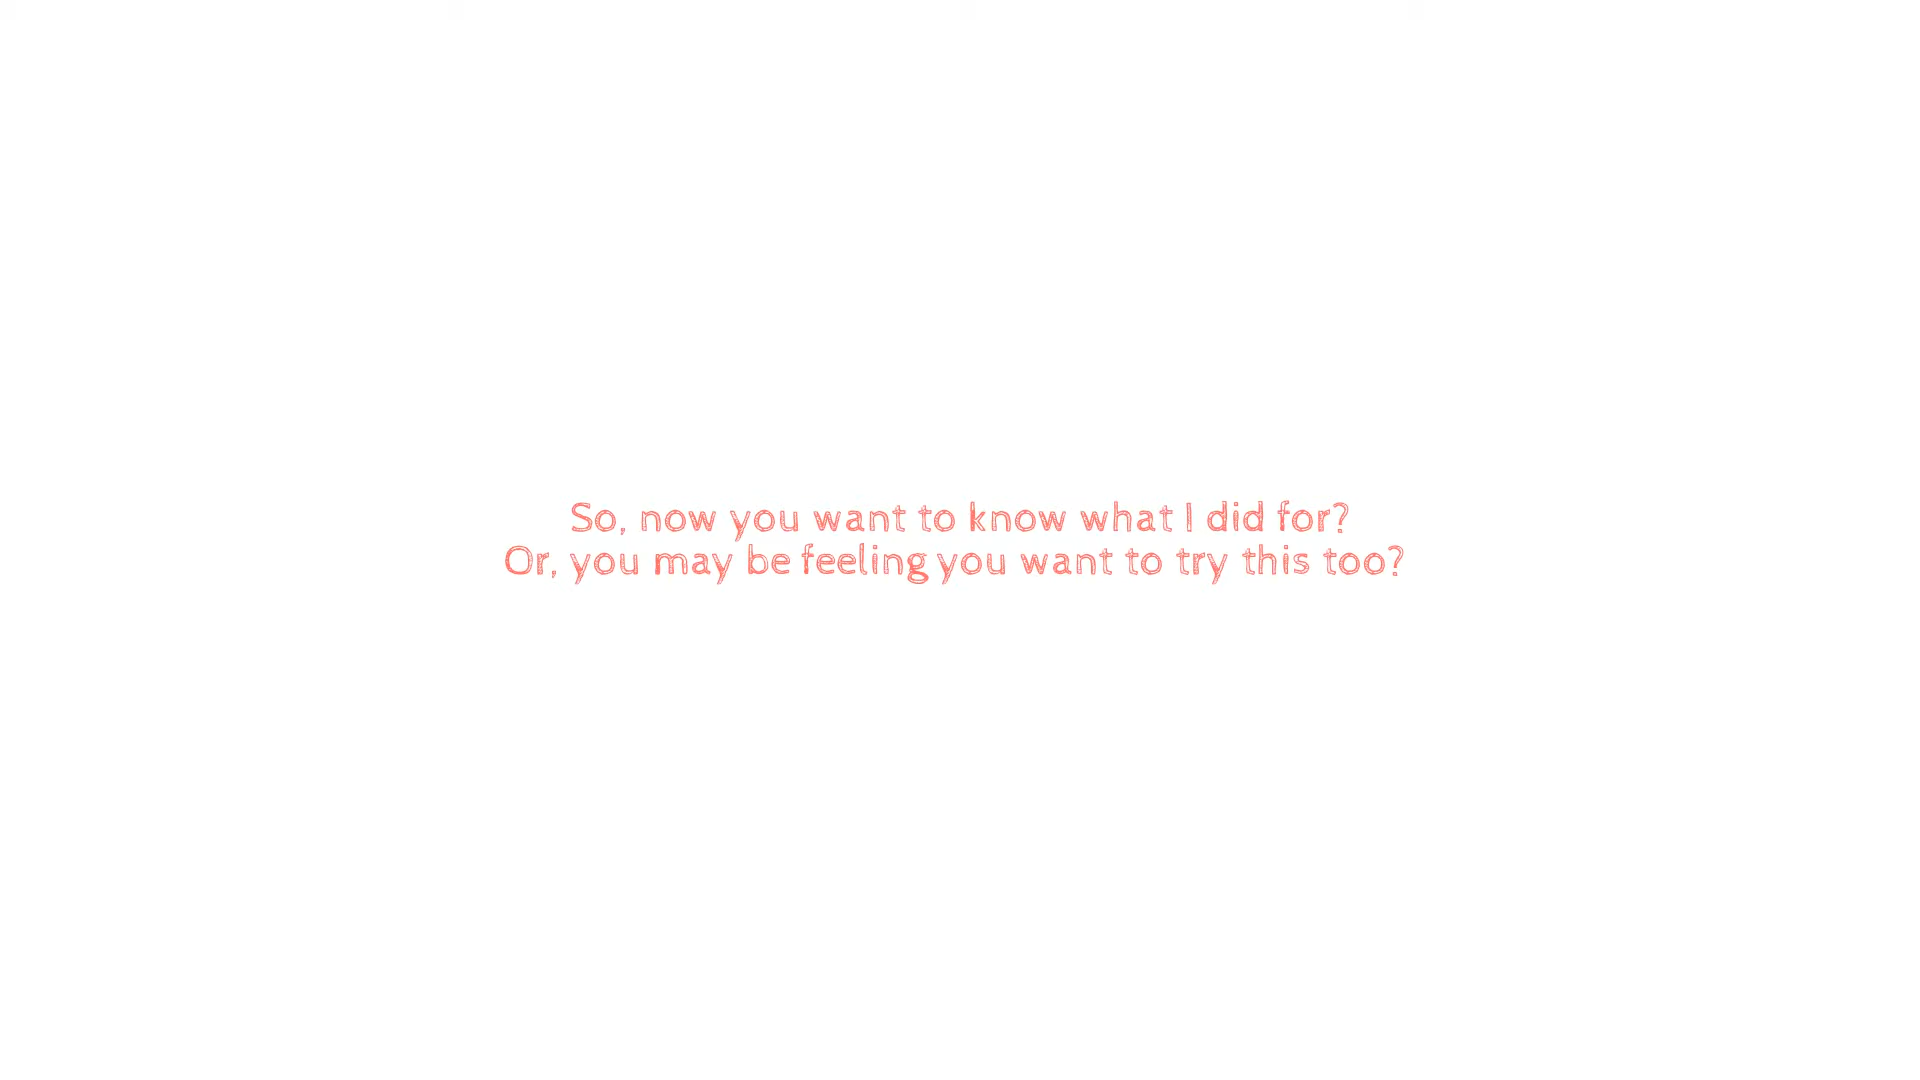 So, now you want to know what I did for?
Or, you may be feeling you want to try this too?